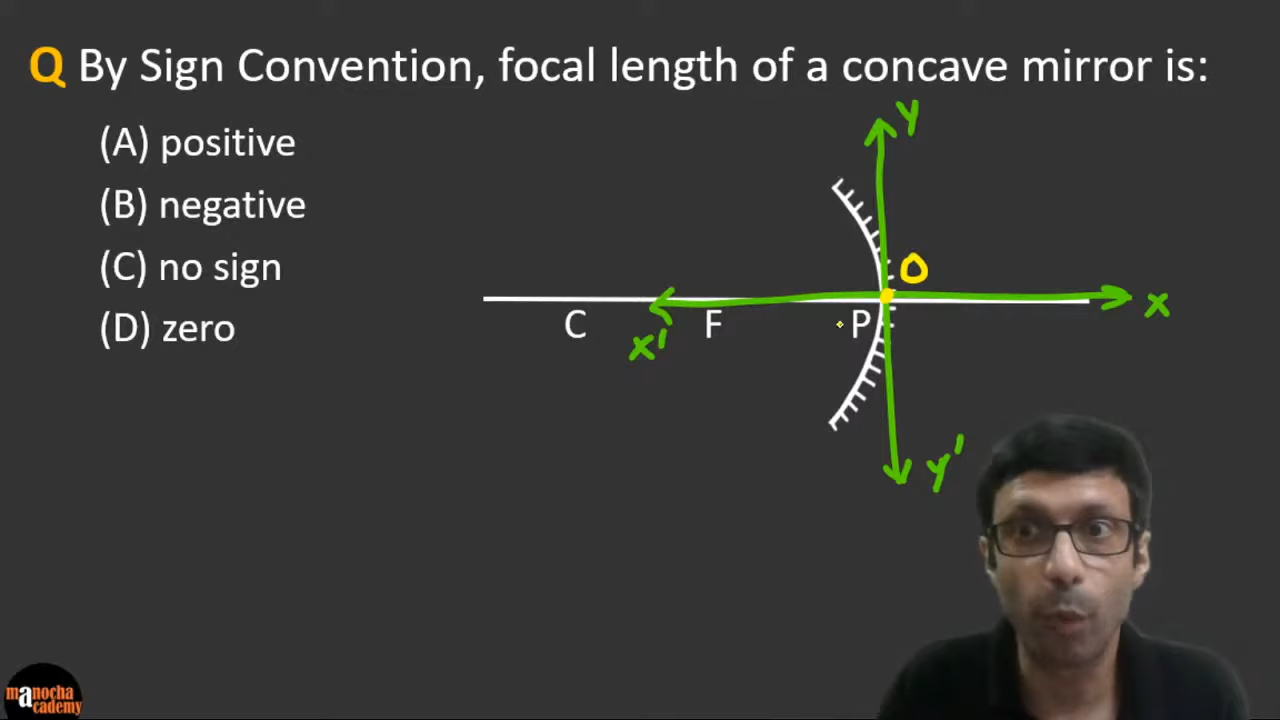 Q By Sign Convention, focal length of a concave mirror is:
(A) positive
(B) negative
(C) no sign
(D) zero
Y
O
X
C
F
P
X'
Y'
manocha
academy